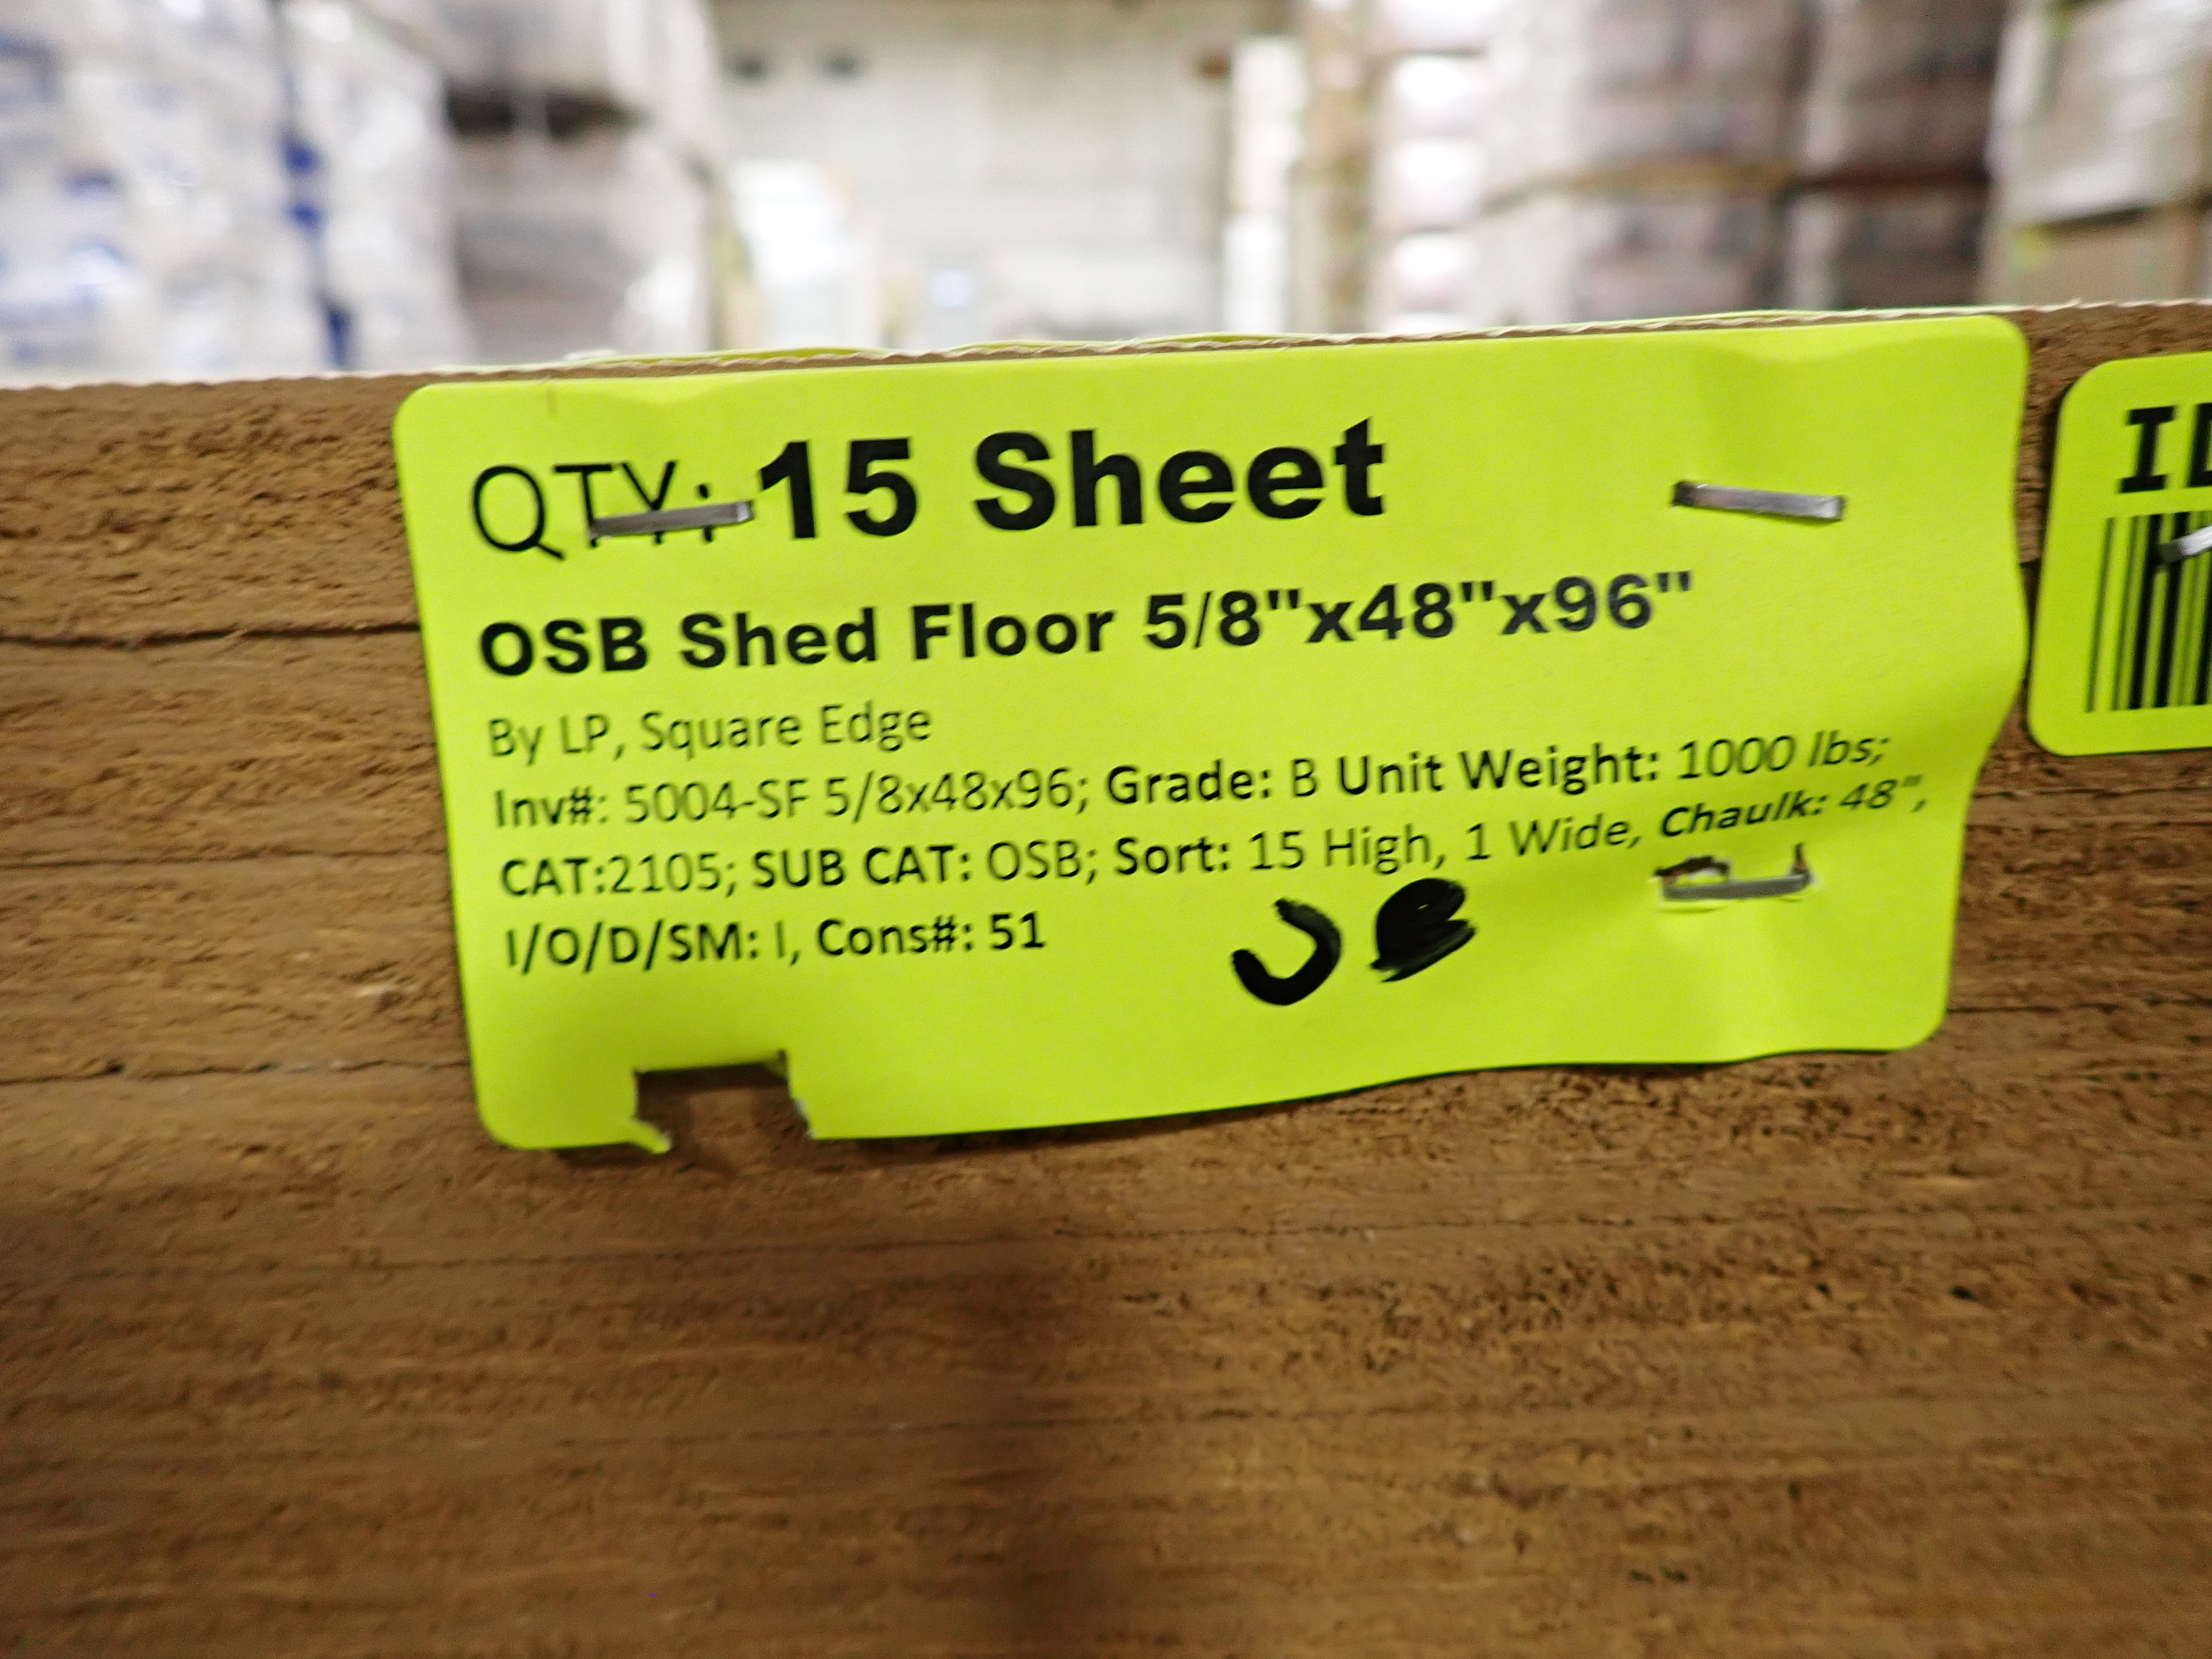 QTY: 15 Sheet
OSB Shed Floor 5/8"x48"x96"
By LP, Square Edge
Inv#: 5004-SF 5/8x48x96; Grade: B Unit Weight: 1000 lbs;
CAT:2105; SUB CAT: OSB; Sort: 15 High, 1 Wide, Chaulk: 48",
I/O/D/SM: I, Cons#: 51